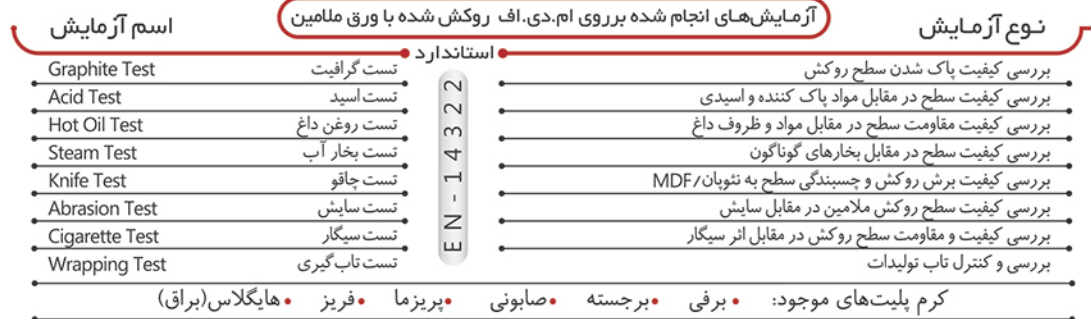 نوع آزمایش
آزمایش‌های انجام شده برروی ام.دی.اف روکش شده با ورق ملامین
اسم آزمایش
استاندارد
EN-14322
بررسی کیفیت پاک شدن سطح روکش تست گرافیت Graphite Test
بررسی کیفیت سطح در مقابل مواد پاک کننده و اسیدی تست اسید Acid Test
بررسی کیفیت مقاومت سطح در مقابل مواد و ظروف داغ تست روغن داغ Hot Oil Test
بررسی کیفیت سطح در مقابل بخارهای گوناگون تست بخار آب Steam Test
بررسی کیفیت برش روکش و چسبندگی سطح به نئوپان/MDF تست چاقو Knife Test
بررسی کیفیت سطح روکش ملامین در مقابل سایش تست سایش Abrasion Test
بررسی کیفیت و مقاومت سطح روکش در مقابل اثر سیگار تست سیگار Cigarette Test
بررسی و کنترل تاب تولیدات تست تاب‌گیری Wrapping Test
کرم پلیت‌های موجود: • برفی • برجسته • صابونی • پریزما • فریز • هایگلاس(براق)